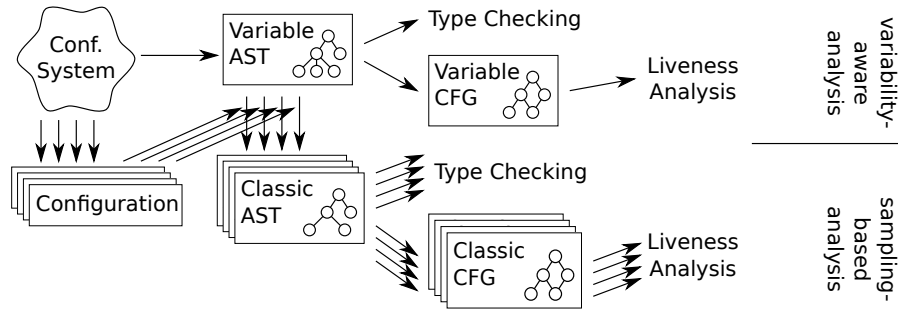 Conf.
System
Variable
AST
Type Checking
Variable
CFG
Liveness
Analysis
variability-
aware
analysis
Configuration
Classic
AST
Type Checking
Classic
CFG
Liveness
Analysis
sampling-
based
analysis